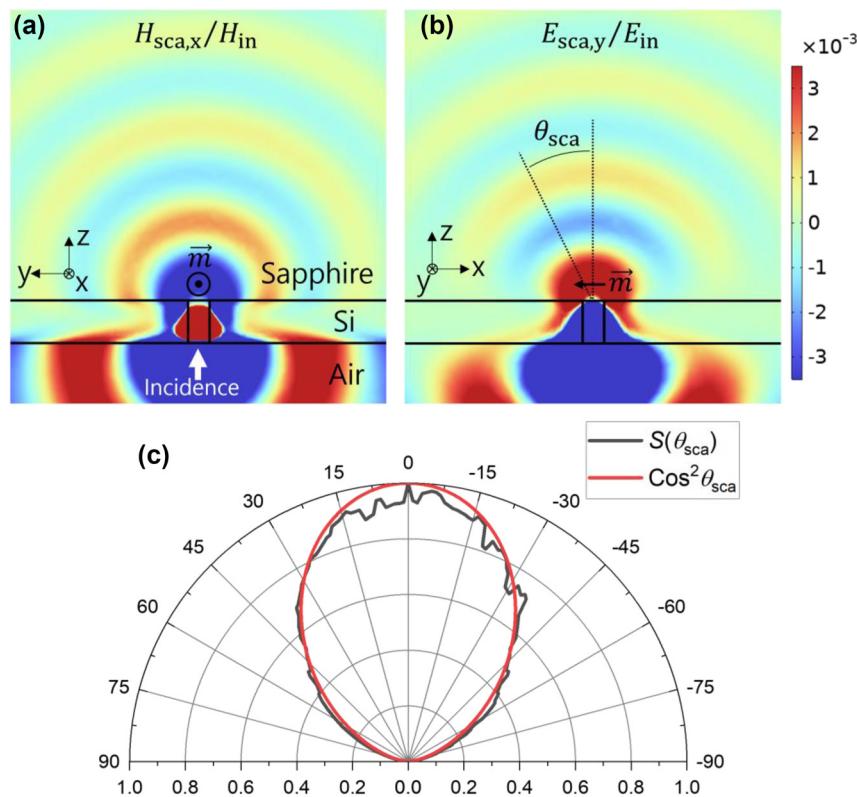 (a)
H_sca,x/H_in
(b)
E_sca,y/E_in
×10⁻³
3
2
1
0
-1
-2
-3
θ_sca
z
y
x
m⃗
Sapphire
Si
Incidence
Air
z
y
x
m⃗
(c)
S(θ_sca)
Cos²θ_sca
0
15
-15
30
-30
45
-45
60
-60
75
-75
90
-90
1.0 0.8 0.6 0.4 0.2 0.0 0.2 0.4 0.6 0.8 1.0